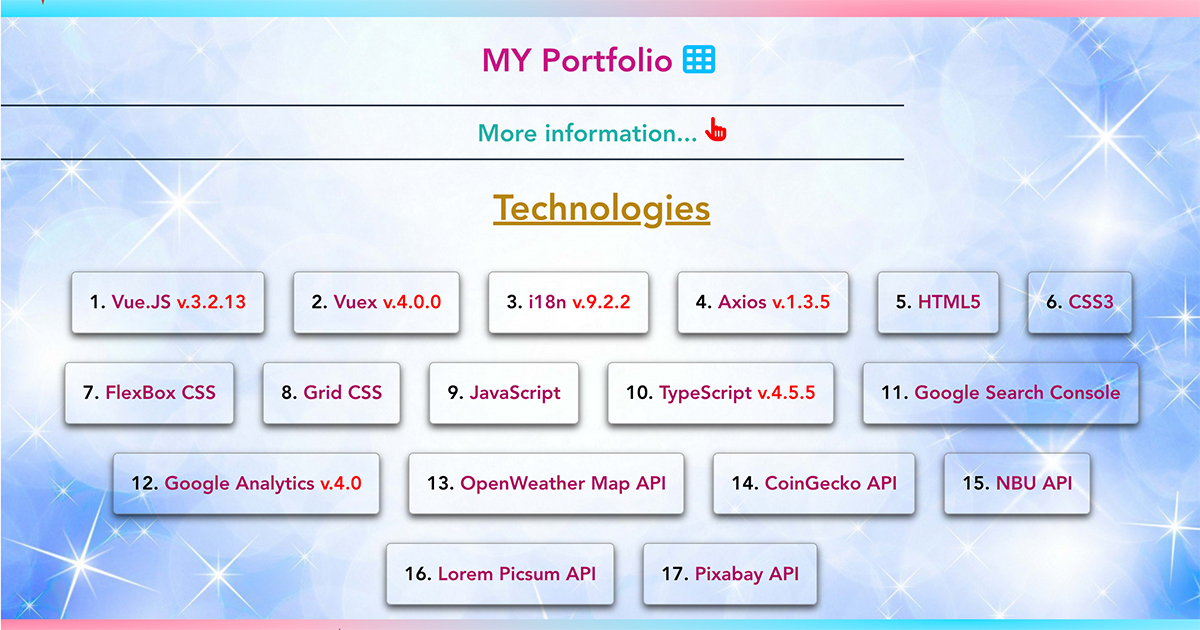 MY Portfolio
More information...
Technologies
1. Vue.JS v.3.2.13 2. Vuex v.4.0.0 3. i18n v.9.2.2 4. Axios v.1.3.5 5. HTML5 6. CSS3
7. FlexBox CSS 8. Grid CSS 9. JavaScript 10. TypeScript v.4.5.5 11. Google Search Console
12. Google Analytics v.4.0 13. OpenWeather Map API 14. CoinGecko API 15. NBU API
16. Lorem Picsum API 17. Pixabay API